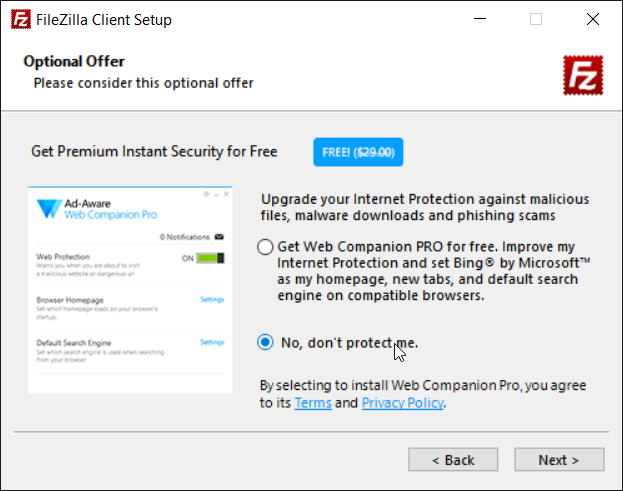 FileZilla Client Setup
Optional Offer
Please consider this optional offer
Get Premium Instant Security for Free
FREE! ($29.00)
Ad-Aware
Web Companion Pro
0 Notifications
Web Protection
Warns you when you are about to visit
a malicious website or dangerous url
ON
Browser Homepage
Settings
Set which homepage loads on your browser's
startup.
Default Search Engine
Settings
Set which search engine is used when searching
from your browser
Upgrade your Internet Protection against malicious
files, malware downloads and phishing scams
Get Web Companion PRO for free. Improve my
Internet Protection and set Bing® by Microsoft™
as my homepage, new tabs, and default search
engine on compatible browsers.
No, don't protect me.
By selecting to install Web Companion Pro, you agree
to its Terms and Privacy Policy.
< Back
Next >